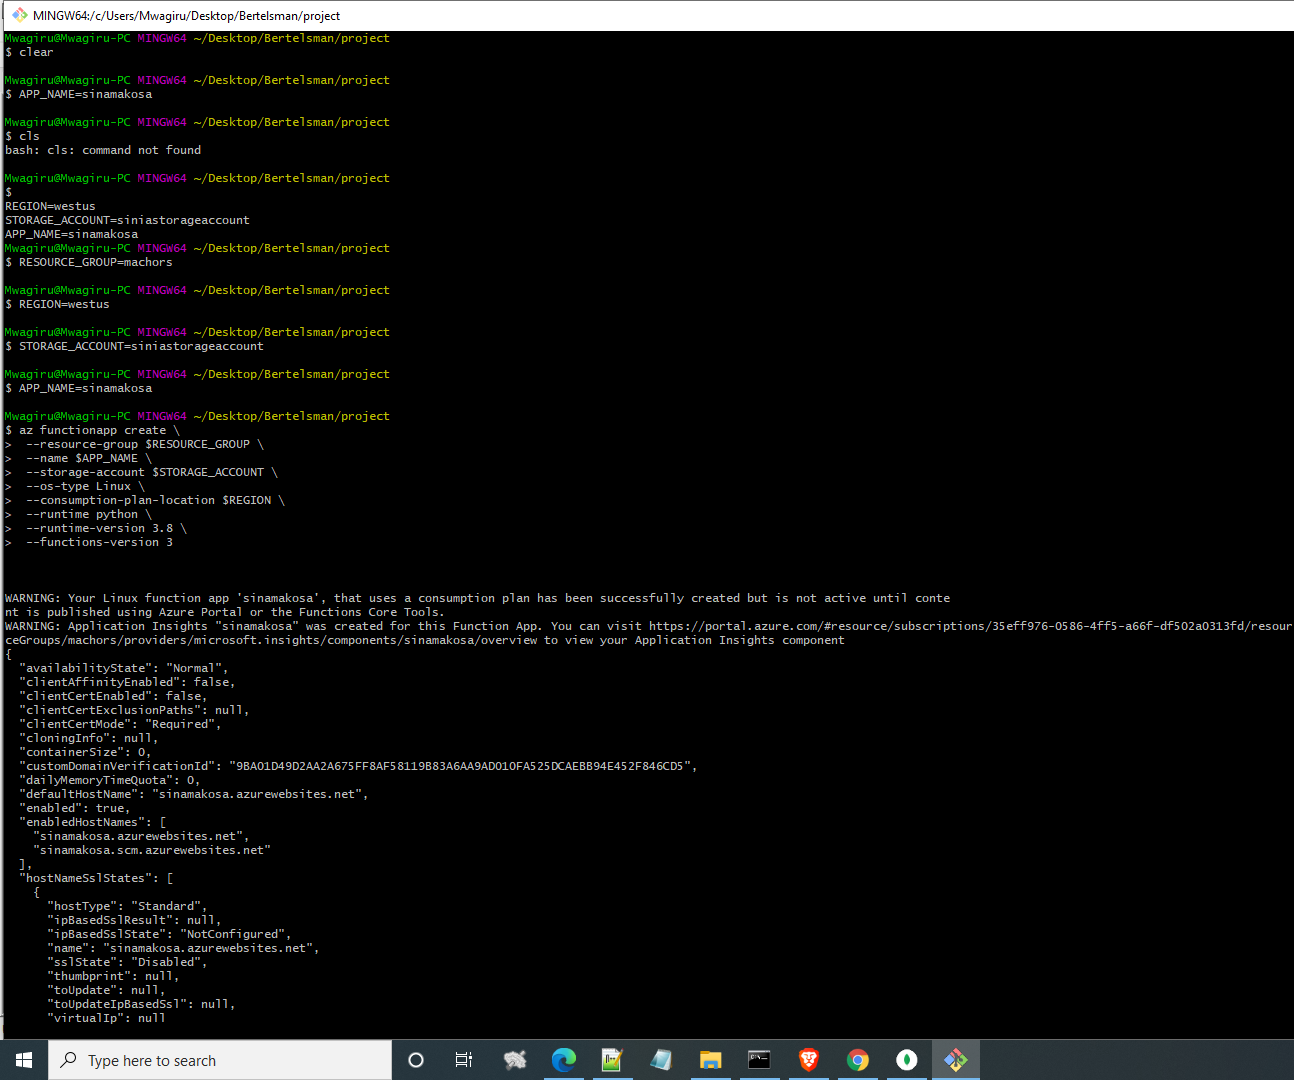 MINGW64:/c/Users/Mwagiru/Desktop/Bertelsman/project
Mwagiru@Mwagiru-PC MINGW64 ~/Desktop/Bertelsman/project
$ clear
Mwagiru@Mwagiru-PC MINGW64 ~/Desktop/Bertelsman/project
$ APP_NAME=sinamakosa
Mwagiru@Mwagiru-PC MINGW64 ~/Desktop/Bertelsman/project
$ cls
bash: cls: command not found
Mwagiru@Mwagiru-PC MINGW64 ~/Desktop/Bertelsman/project
$
REGION=westus
STORAGE_ACCOUNT=siniastorageaccount
APP_NAME=sinamakosa
Mwagiru@Mwagiru-PC MINGW64 ~/Desktop/Bertelsman/project
$ RESOURCE_GROUP=machors
Mwagiru@Mwagiru-PC MINGW64 ~/Desktop/Bertelsman/project
$ REGION=westus
Mwagiru@Mwagiru-PC MINGW64 ~/Desktop/Bertelsman/project
$ STORAGE_ACCOUNT=siniastorageaccount
Mwagiru@Mwagiru-PC MINGW64 ~/Desktop/Bertelsman/project
$ APP_NAME=sinamakosa
Mwagiru@Mwagiru-PC MINGW64 ~/Desktop/Bertelsman/project
$ az functionapp create \
>  --resource-group $RESOURCE_GROUP \
>  --name $APP_NAME \
>  --storage-account $STORAGE_ACCOUNT \
>  --os-type Linux \
>  --consumption-plan-location $REGION \
>  --runtime python \
>  --runtime-version 3.8 \
>  --functions-version 3
WARNING: Your Linux function app 'sinamakosa', that uses a consumption plan has been successfully created but is not active until conte
nt is published using Azure Portal or the Functions Core Tools.
WARNING: Application Insights "sinamakosa" was created for this Function App. You can visit https://portal.azure.com/#resource/subscriptions/35eff976-0586-4ff5-a66f-df502a0313fd/resour
ceGroups/machors/providers/microsoft.insights/components/sinamakosa/overview to view your Application Insights component
{
  "availabilityState": "Normal",
  "clientAffinityEnabled": false,
  "clientCertEnabled": false,
  "clientCertExclusionPaths": null,
  "clientCertMode": "Required",
  "cloningInfo": null,
  "containerSize": 0,
  "customDomainVerificationId": "9BA01D49D2AA2A675FF8AF58119B83A6AA9AD010FA525DCAEBB94E452F846CD5",
  "dailyMemoryTimeQuota": 0,
  "defaultHostName": "sinamakosa.azurewebsites.net",
  "enabled": true,
  "enabledHostNames": [
    "sinamakosa.azurewebsites.net",
    "sinamakosa.scm.azurewebsites.net"
  ],
  "hostNameSslStates": [
    {
      "hostType": "Standard",
      "ipBasedSslResult": null,
      "ipBasedSslState": "NotConfigured",
      "name": "sinamakosa.azurewebsites.net",
      "sslState": "Disabled",
      "thumbprint": null,
      "toUpdate": null,
      "toUpdateIpBasedSsl": null,
      "virtualIp": null
Type here to search